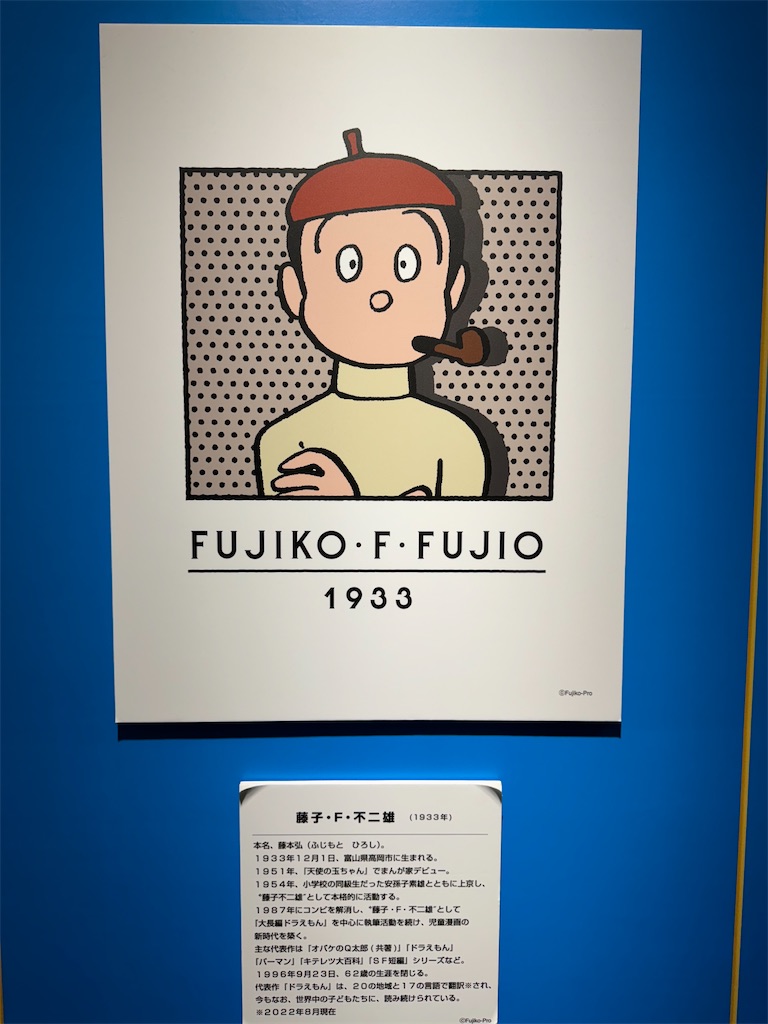 FUJIKO・F・FUJIO
1933
©Fujiko-Pro
藤子・F・不二雄 (1933年)
本名、藤本弘（ふじもと ひろし）。
1933年12月1日、富山県高岡市に生まれる。
1951年、「天使の玉ちゃん」でまんが家デビュー。
1954年、小学校の同級生だった安孫子素雄とともに上京し、
"藤子不二雄"として本格的に活動する。
1987年にコンビを解消し、"藤子・F・不二雄"として
「大長編ドラえもん」を中心に執筆活動を続け、児童漫画の
新時代を築く。
主な代表作は「オバケのQ太郎(共著)」「ドラえもん」
「パーマン」「キテレツ大百科」「SF短編」シリーズなど。
1996年9月23日、62歳の生涯を閉じる。
代表作「ドラえもん」は、20の地域と17の言語で翻訳※され、
今もなお、世界中の子どもたちに、読み続けられている。
※2022年8月現在
©Fujiko-Pro